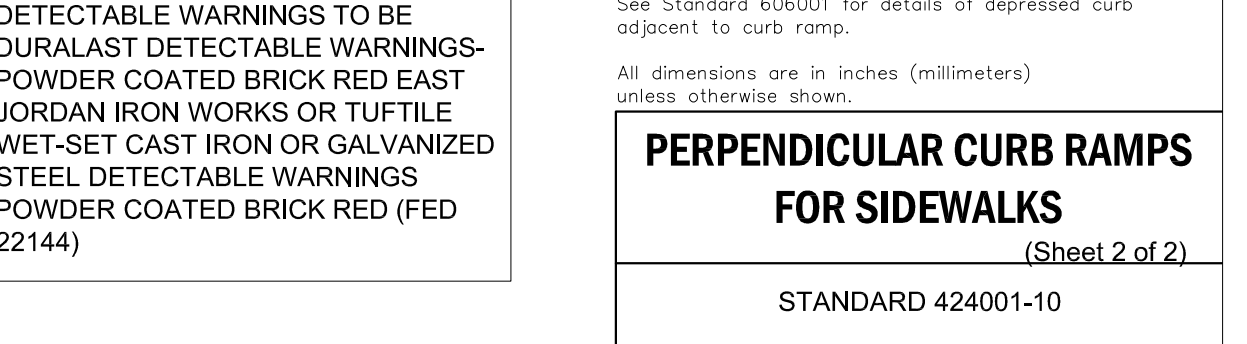 DETECTABLE WARNINGS TO BE
DURALAST DETECTABLE WARNINGS-
POWDER COATED BRICK RED EAST
JORDAN IRON WORKS OR TUFTILE
WET-SET CAST IRON OR GALVANIZED
STEEL DETECTABLE WARNINGS
POWDER COATED BRICK RED (FED
22144)
See Standard 606001 for details of depressed curb
adjacent to curb ramp.
All dimensions are in inches (millimeters)
unless otherwise shown.
PERPENDICULAR CURB RAMPS
FOR SIDEWALKS
(Sheet 2 of 2)
STANDARD 424001-10